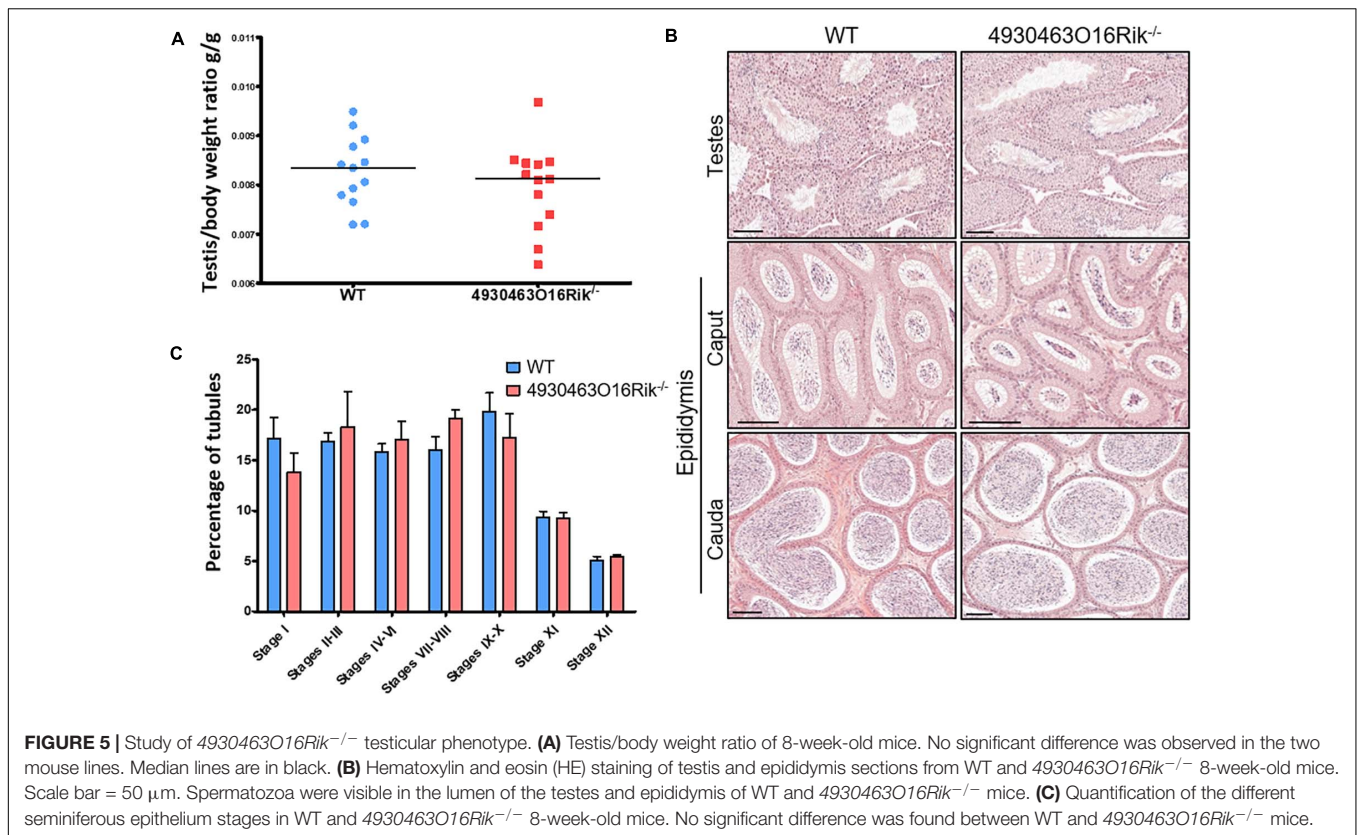 A
Testis/body weight ratio g/g
0.011
0.010
0.009
0.008
0.007
0.006
WT
4930463O16Rik-/-
B
WT
4930463O16Rik-/-
Testes
Epididymis
Caput
Cauda
C
Percentage of tubules
25
20
15
10
5
0
WT
4930463O16Rik-/-
Stage I
Stages II-III
Stages IV-VI
Stages VII-VIII
Stages IX-X
Stage XI
Stage XII
FIGURE 5 | Study of 4930463O16Rik−/− testicular phenotype. (A) Testis/body weight ratio of 8-week-old mice. No significant difference was observed in the two
mouse lines. Median lines are in black. (B) Hematoxylin and eosin (HE) staining of testis and epididymis sections from WT and 4930463O16Rik−/− 8-week-old mice.
Scale bar = 50 μm. Spermatozoa were visible in the lumen of the testes and epididymis of WT and 4930463O16Rik−/− mice. (C) Quantification of the different
seminiferous epithelium stages in WT and 4930463O16Rik−/− 8-week-old mice. No significant difference was found between WT and 4930463O16Rik−/− mice.